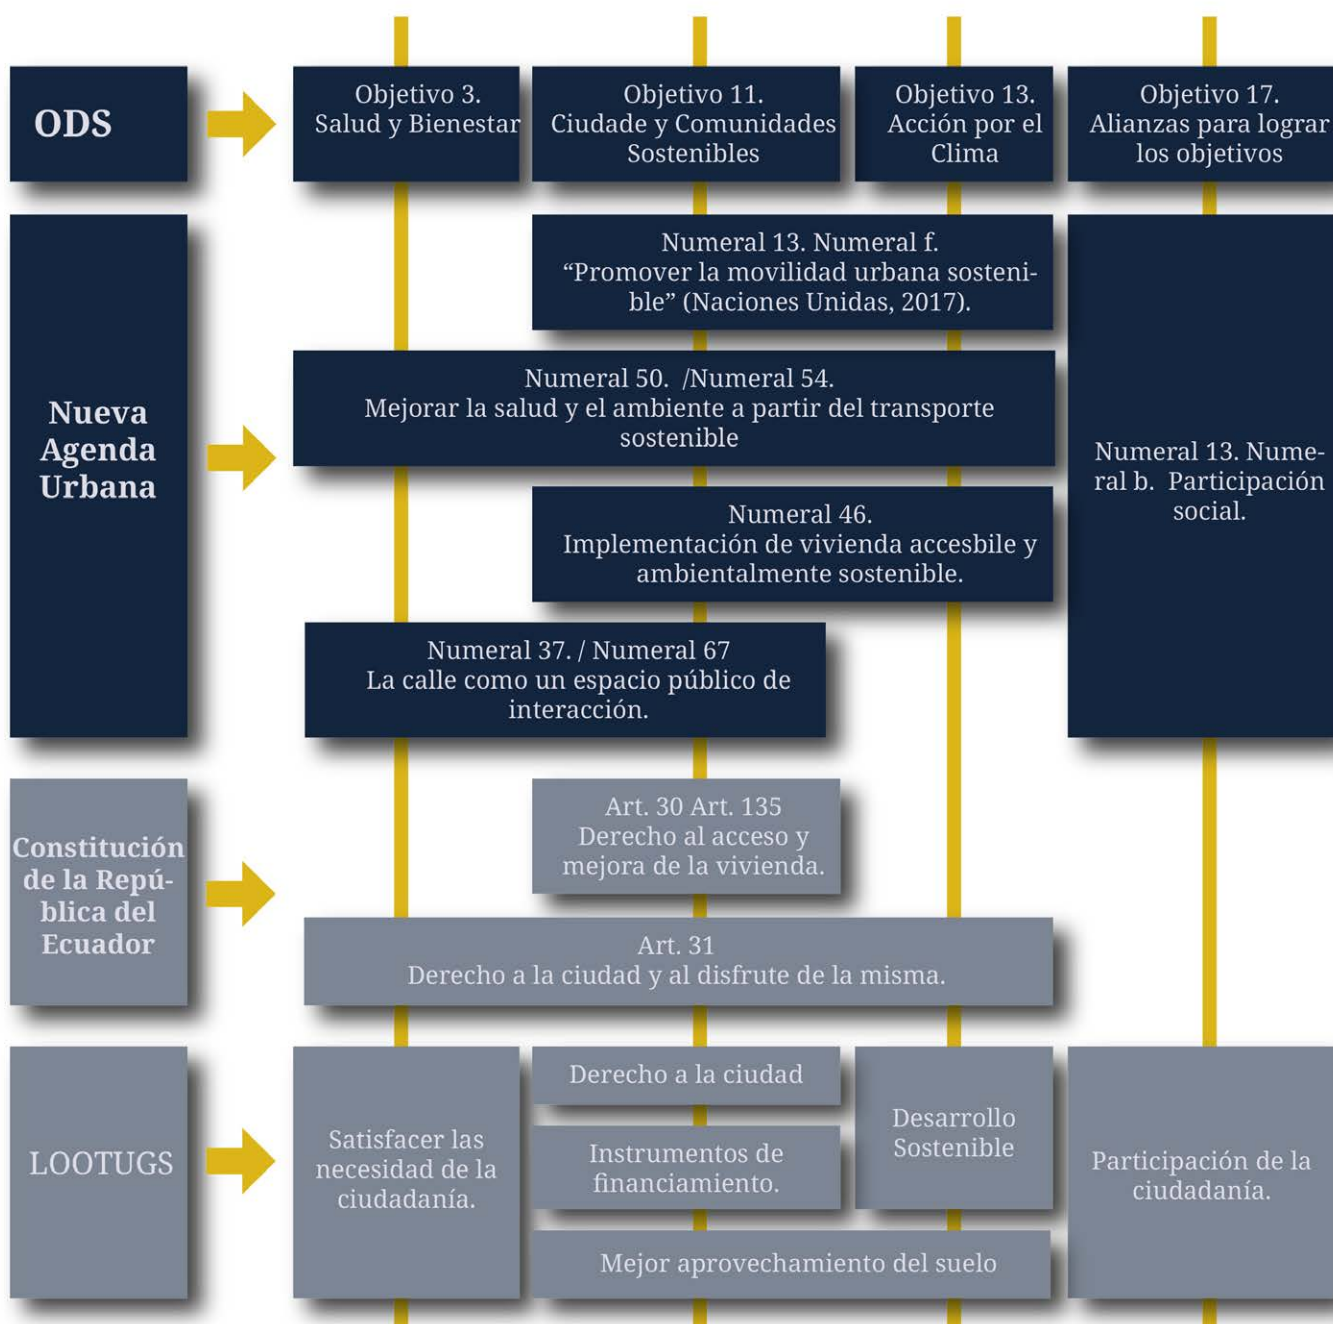 ODS
Objetivo 3.
Salud y Bienestar
Objetivo 11.
Ciudade y Comunidades
Sostenibles
Objetivo 13.
Acción por el
Clima
Objetivo 17.
Alianzas para lograr
los objetivos
Nueva
Agenda
Urbana
Numeral 13. Numeral f.
“Promover la movilidad urbana sosteni-
ble” (Naciones Unidas, 2017).
Numeral 50.  /Numeral 54.
Mejorar la salud y el ambiente a partir del transporte
sostenible
Numeral 46.
Implementación de vivienda accesbile y
ambientalmente sostenible.
Numeral 37. / Numeral 67
La calle como un espacio público de
interacción.
Numeral 13. Nume-
ral b.  Participación
social.
Constitución
de la Repú-
blica del
Ecuador
Art. 30 Art. 135
Derecho al acceso y
mejora de la vivienda.
Art. 31
Derecho a la ciudad y al disfrute de la misma.
LOOTUGS
Satisfacer las
necesidad de la
ciudadanía.
Derecho a la ciudad
Instrumentos de
financiamiento.
Desarrollo
Sostenible
Mejor aprovechamiento del suelo
Participación de la
ciudadanía.